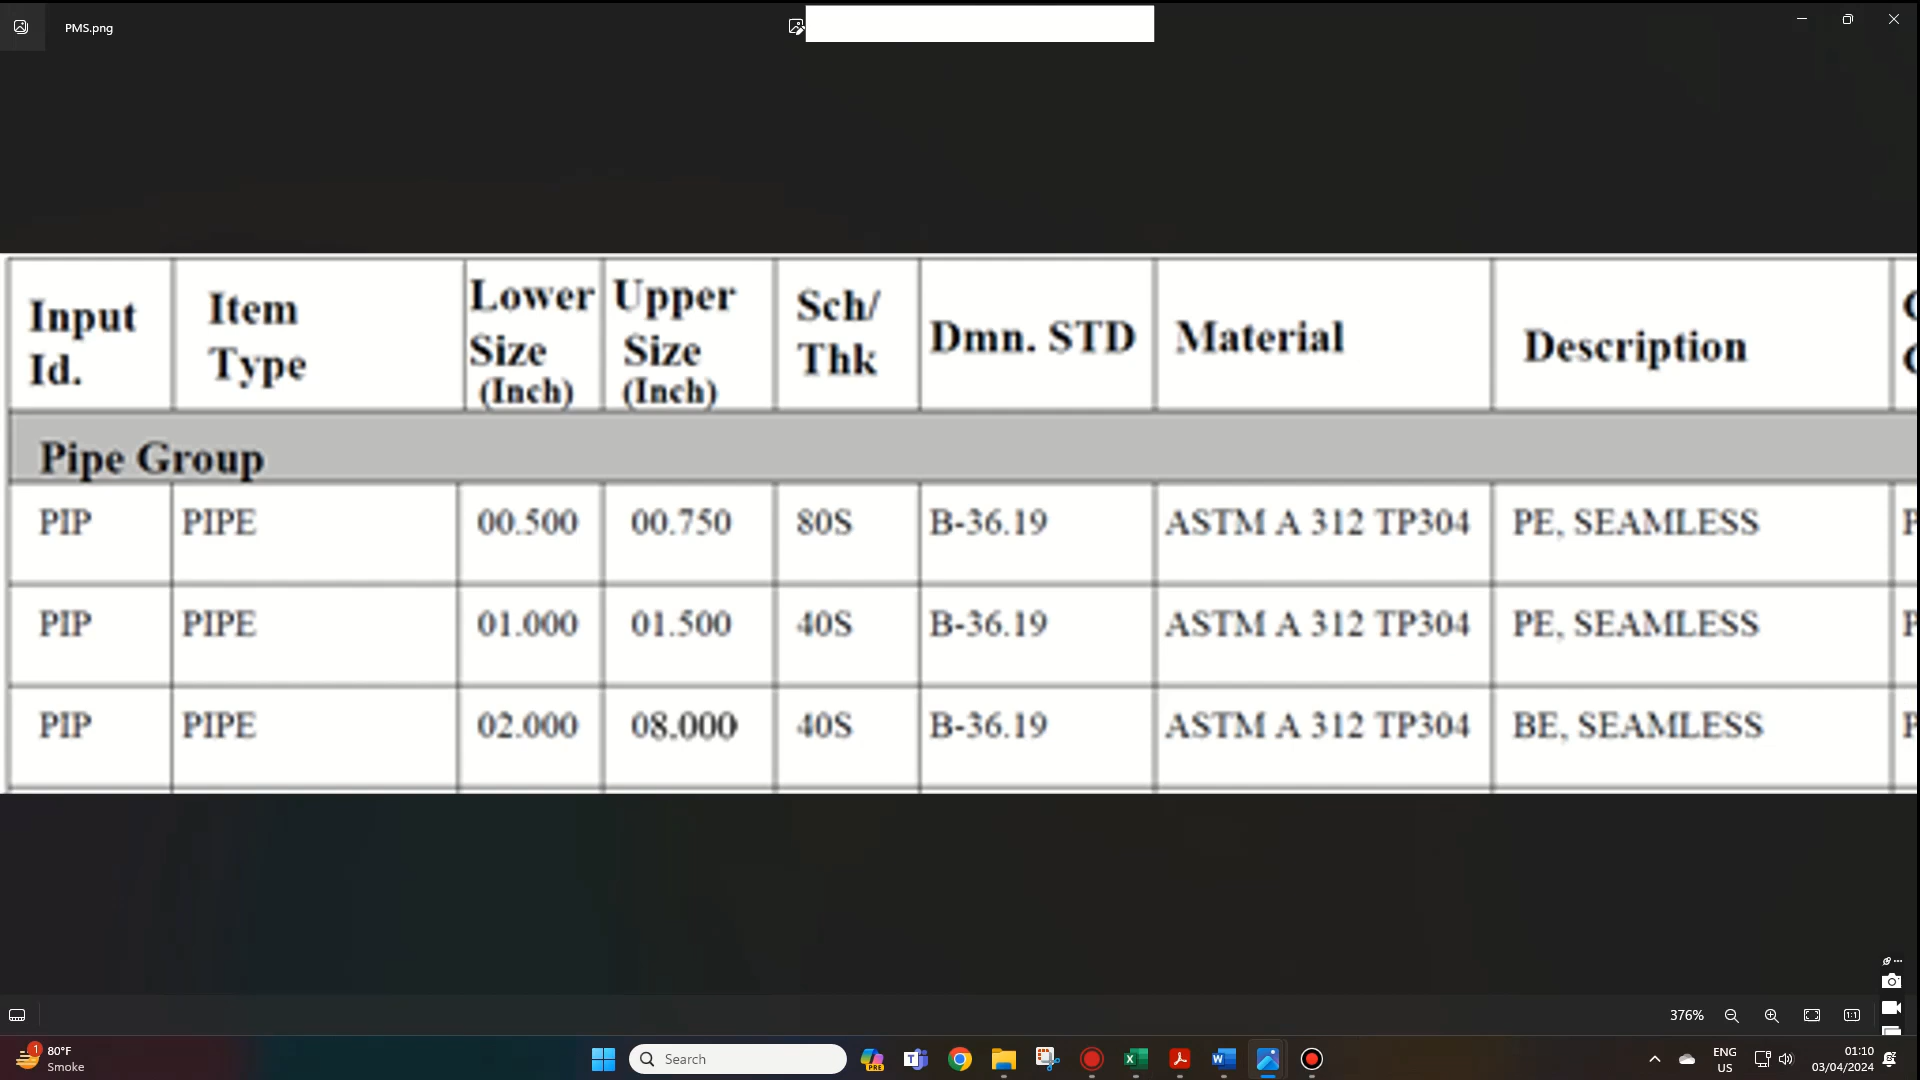 PMS.png
Input Id.
Item Type
Lower Size (Inch)
Upper Size (Inch)
Sch/ Thk
Dmn. STD
Material
Description
Pipe Group
PIP PIPE 00.500 00.750 80S B-36.19 ASTM A 312 TP304 PE, SEAMLESS
PIP PIPE 01.000 01.500 40S B-36.19 ASTM A 312 TP304 PE, SEAMLESS
PIP PIPE 02.000 08.000 40S B-36.19 ASTM A 312 TP304 BE, SEAMLESS
376%
1
80°F
Smoke
Search
PRE
ENG
US
01:10
03/04/2024